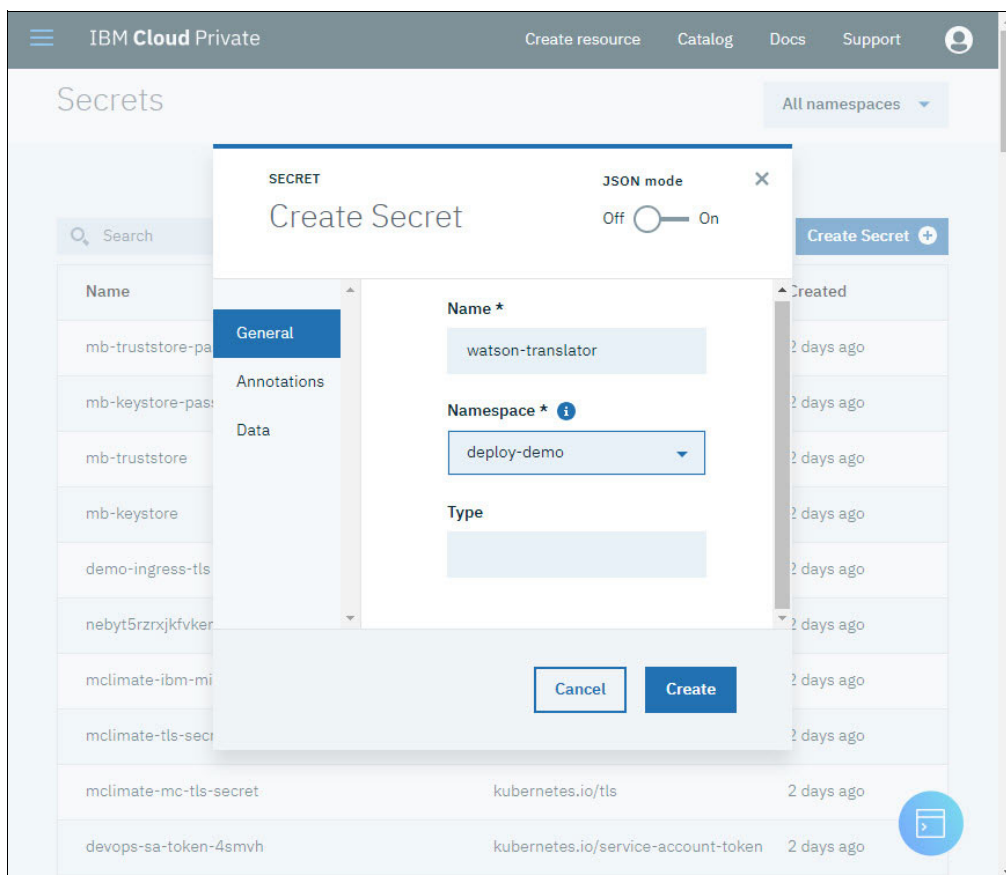 IBM Cloud Private Create resource Catalog Docs Support
Secrets All namespaces
SECRET JSON mode
Create Secret Off On
Search Create Secret
Name Created
General Name *
mb-truststore-pa watson-translator 2 days ago
Annotations
mb-keystore-pas 2 days ago
Namespace *
Data
mb-truststore deploy-demo 2 days ago
mb-keystore Type 2 days ago
demo-ingress-tls 2 days ago
nebyt5rzrxjkfvker 2 days ago
mclimate-ibm-mi Cancel Create 2 days ago
mclimate-tls-secr 2 days ago
mclimate-mc-tls-secret kubernetes.io/tls 2 days ago
devops-sa-token-4smvh kubernetes.io/service-account-token 2 days ago